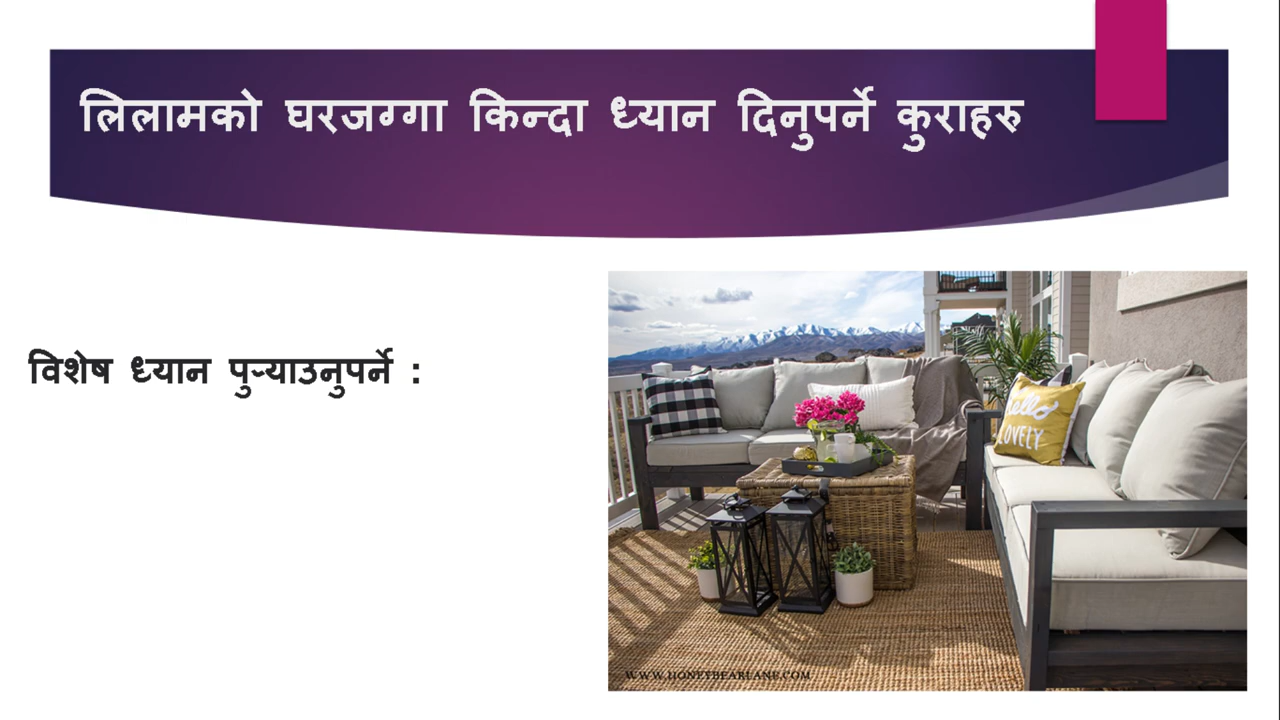 लिलामको घरजग्गा किन्दा ध्यान दिनुपर्ने कुराहरु
विशेष ध्यान पुर्‍याउनुपर्ने :
hello
LOVELY
WWW.HONEYBEARLANE.COM